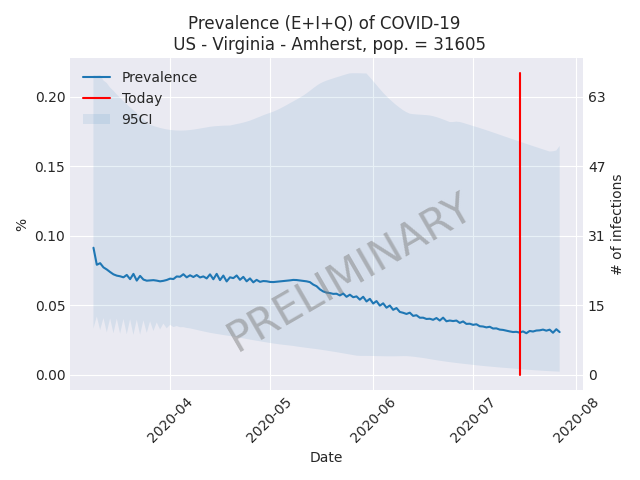 Prevalence (E+I+Q) of COVID-19
US - Virginia - Amherst, pop. = 31605
Prevalence
Today
95CI
0.20
0.15
0.10
0.05
0.00
%
63
47
31
15
0
# of infections
PRELIMINARY
2020-04
2020-05
2020-06
2020-07
2020-08
Date